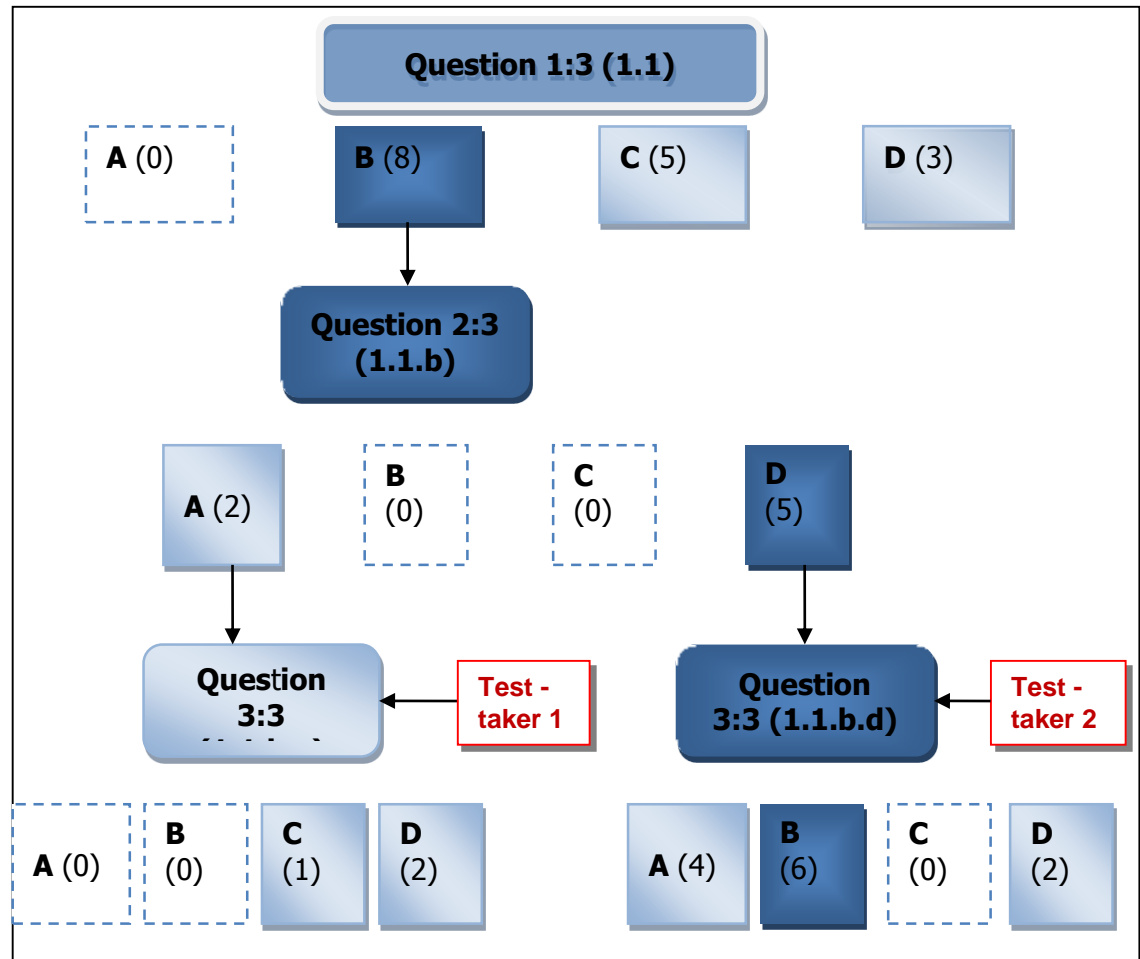 Question 1:3 (1.1)
A (0)
B (8)
C (5)
D (3)
Question 2:3
(1.1.b)
A (2)
B
(0)
C
(0)
D
(5)
Question
3:3
Test -
taker 1
Question
3:3 (1.1.b.d)
Test -
taker 2
A (0)
B
(0)
C
(1)
D
(2)
A (4)
B
(6)
C
(0)
D
(2)